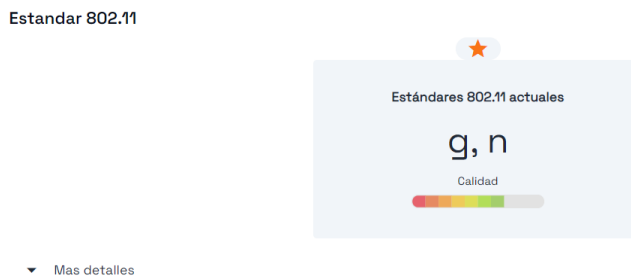 Estandar 802.11
Estándares 802.11 actuales
g, n
Calidad
Mas detalles